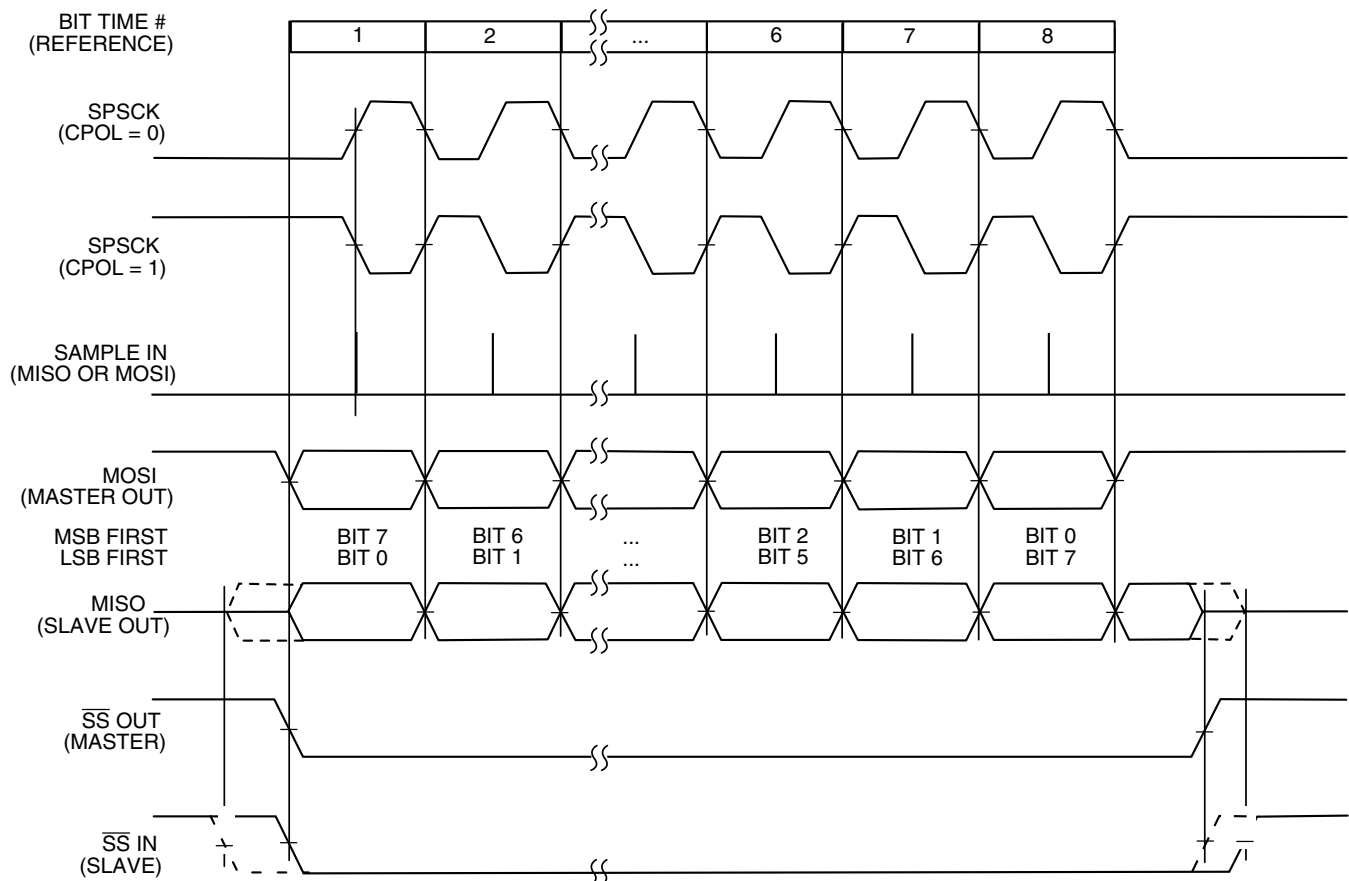 BIT TIME #
(REFERENCE)
1 2 ... 6 7 8
SPSCK
(CPOL = 0)
SPSCK
(CPOL = 1)
SAMPLE IN
(MISO OR MOSI)
MOSI
(MASTER OUT)
MSB FIRST BIT 7 BIT 6 ... BIT 2 BIT 1 BIT 0
LSB FIRST BIT 0 BIT 1 ... BIT 5 BIT 6 BIT 7
MISO
(SLAVE OUT)
S̅S̅ OUT
(MASTER)
S̅S̅ IN
(SLAVE)